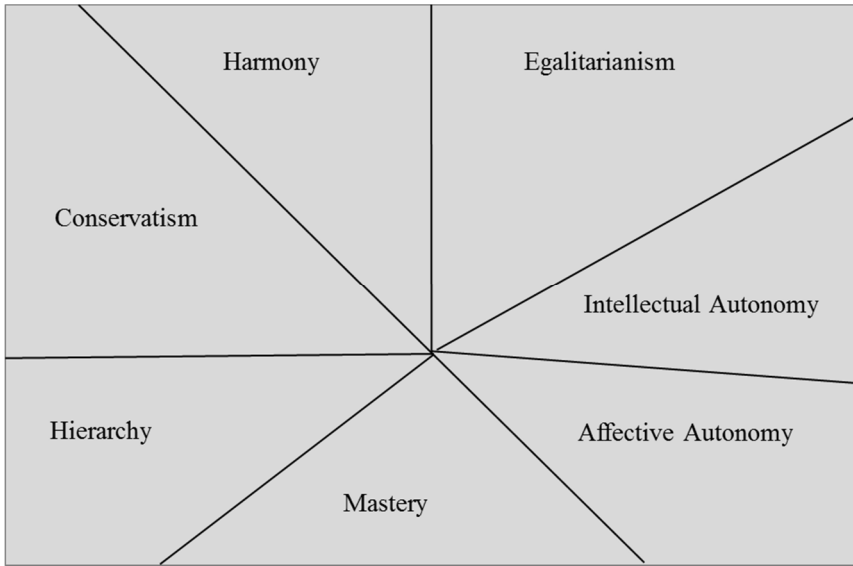 Harmony
Egalitarianism
Conservatism
Intellectual Autonomy
Hierarchy
Affective Autonomy
Mastery